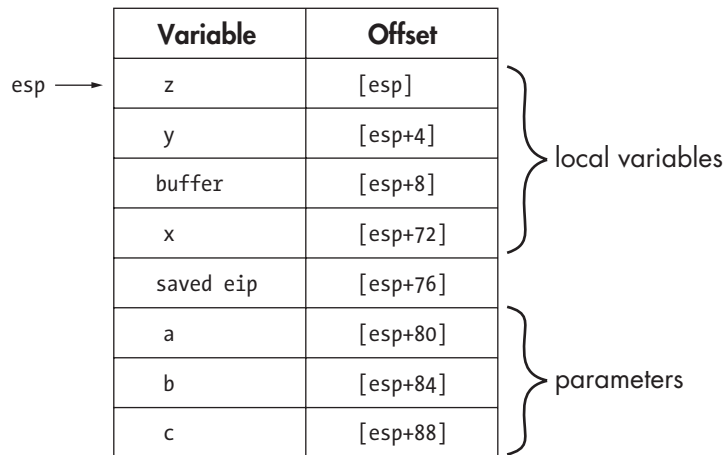 Variable Offset
esp z [esp]
y [esp+4]
local variables
buffer [esp+8]
x [esp+72]
saved eip [esp+76]
a [esp+80]
b [esp+84]
parameters
c [esp+88]